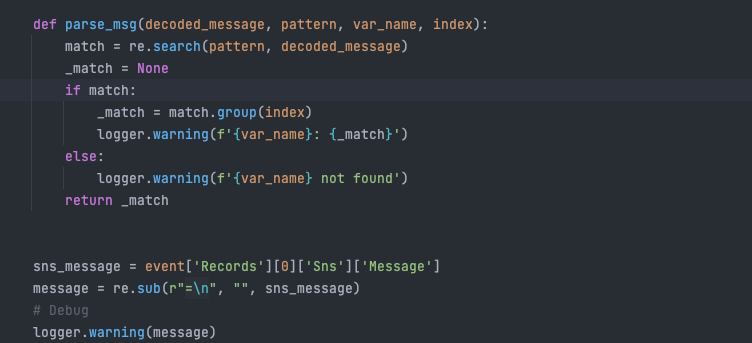 def parse_msg(decoded_message, pattern, var_name, index):
    match = re.search(pattern, decoded_message)
    _match = None
    if match:
        _match = match.group(index)
        logger.warning(f'{var_name}: {_match}')
    else:
        logger.warning(f'{var_name} not found')
    return _match
sns_message = event['Records'][0]['Sns']['Message']
message = re.sub(r"=\n", "", sns_message)
# Debug
logger.warning(message)